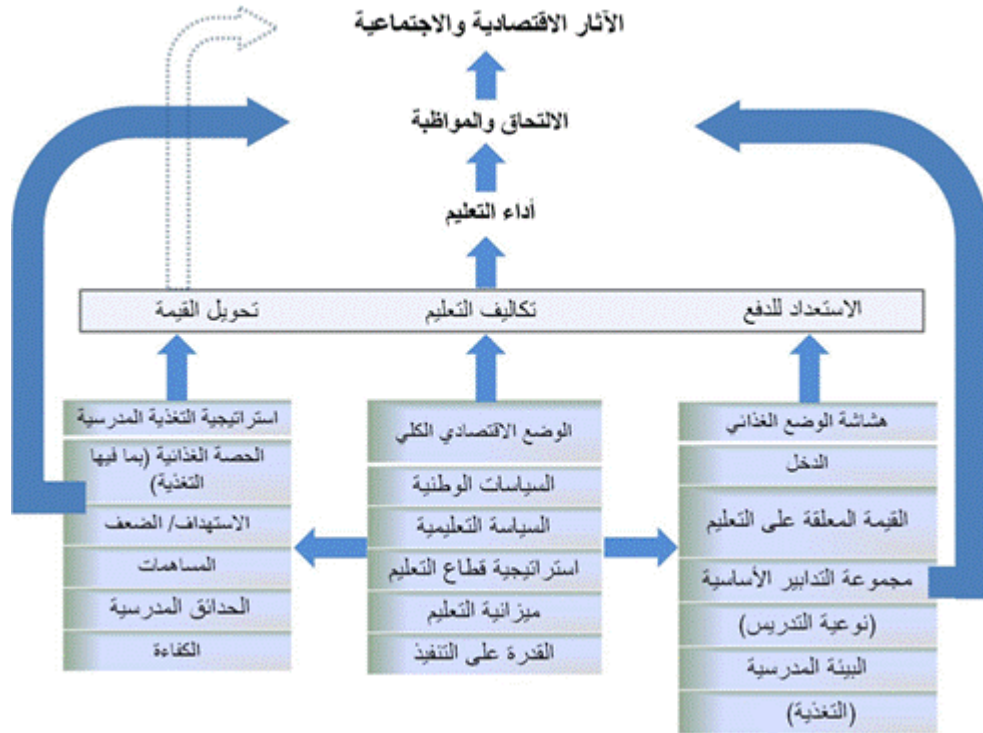 الآثار الاقتصادية والاجتماعية
الالتحاق والمواظبة
أداء التعليم
الاستعداد للدفع
تكاليف التعليم
تحويل القيمة
هشاشة الوضع الغذائي
الدخل
القيمة المعلقة على التعليم
مجموعة التدابير الأساسية
(نوعية التدريس)
البيئة المدرسية
(التغذية)
الوضع الاقتصادي الكلي
السياسات الوطنية
السياسة التعليمية
استراتيجية قطاع التعليم
ميزانية التعليم
القدرة على التنفيذ
استراتيجية التغذية المدرسية
الحصة الغذائية (بما فيها
التغذية)
الاستهداف/ الضعف
المساهمات
الحدائق المدرسية
الكفاءة